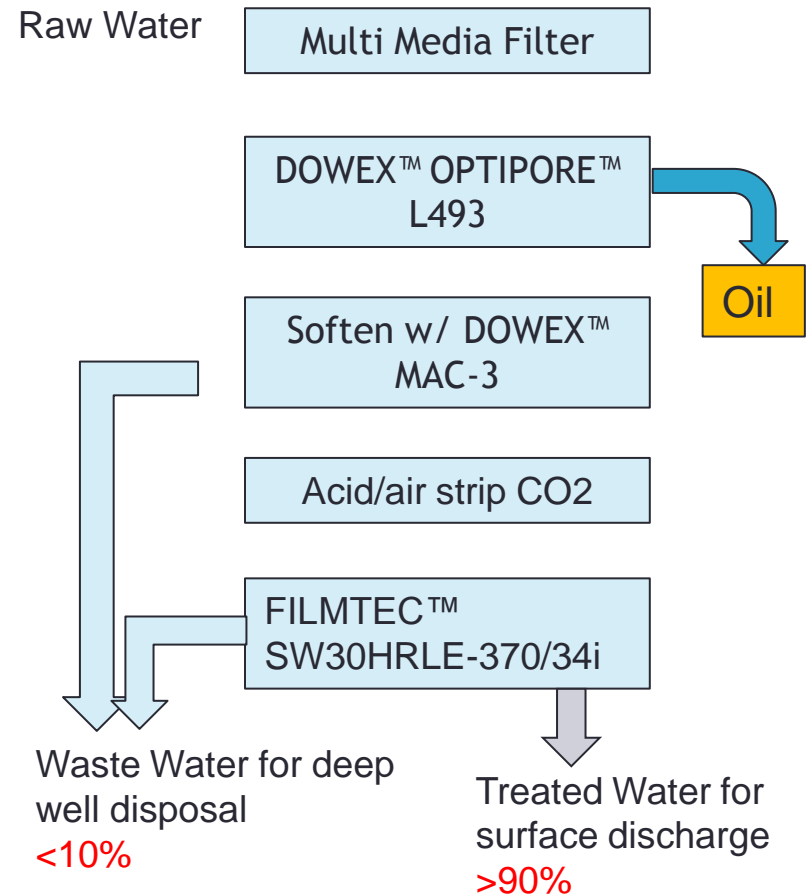 Raw Water
Multi Media Filter
DOWEX™ OPTIPORE™
L493
Oil
Soften w/ DOWEX™
MAC-3
Acid/air strip CO2
FILMTEC™
SW30HRLE-370/34i
Waste Water for deep
well disposal
<10%
Treated Water for
surface discharge
>90%